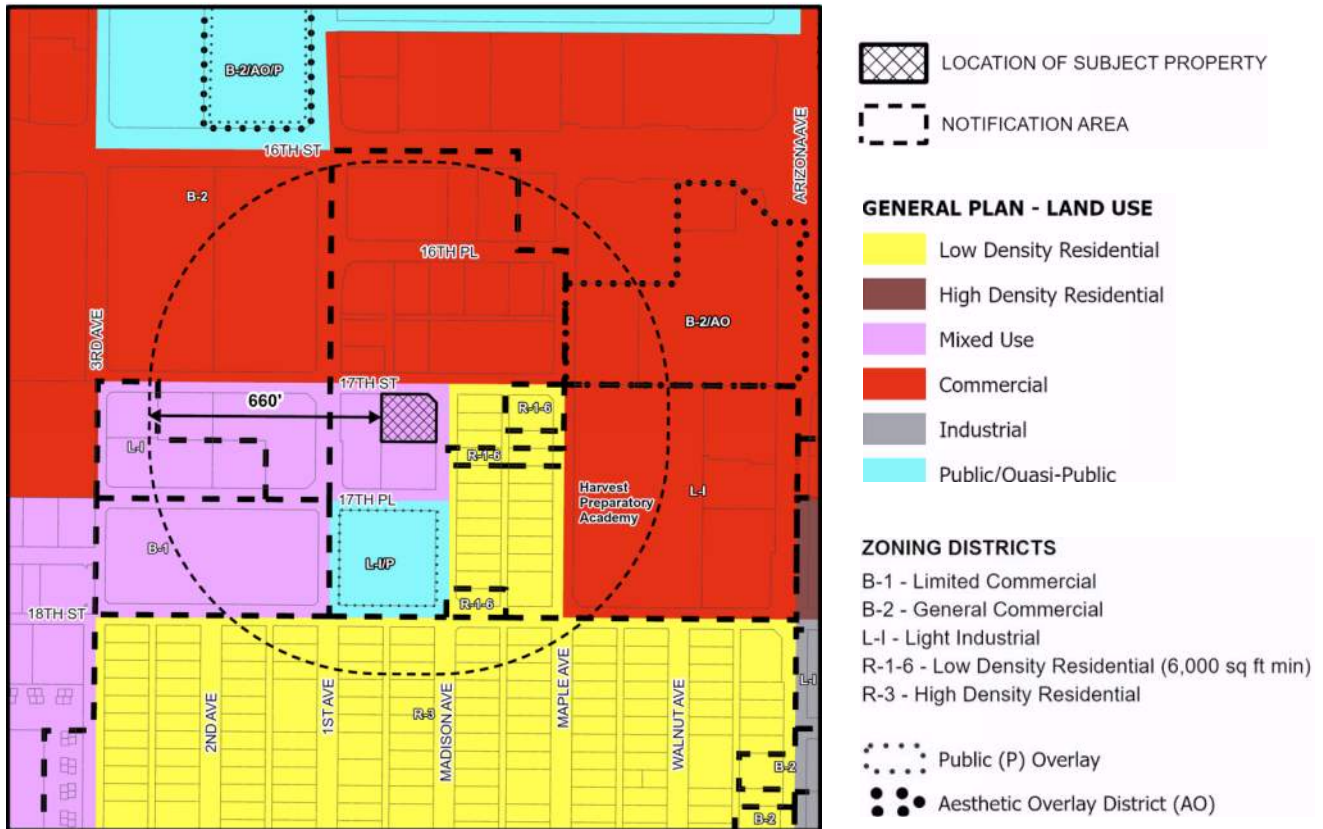 B-2/AO/P
16TH ST
ARIZONA AVE
B-2
16TH PL
3RD AVE
B-2/AO
17TH ST
660'
R-1-6
L-I
R-1-6
17TH PL
Harvest
Preparatory
Academy
L-I
B-1
L-I/P
R-1-6
18TH ST
L-I
2ND AVE
1ST AVE
R-3
MADISON AVE
MAPLE AVE
WALNUT AVE
B-2
B-2
LOCATION OF SUBJECT PROPERTY
NOTIFICATION AREA
GENERAL PLAN - LAND USE
Low Density Residential
High Density Residential
Mixed Use
Commercial
Industrial
Public/Quasi-Public
ZONING DISTRICTS
B-1 - Limited Commercial
B-2 - General Commercial
L-I - Light Industrial
R-1-6 - Low Density Residential (6,000 sq ft min)
R-3 - High Density Residential
Public (P) Overlay
Aesthetic Overlay District (AO)